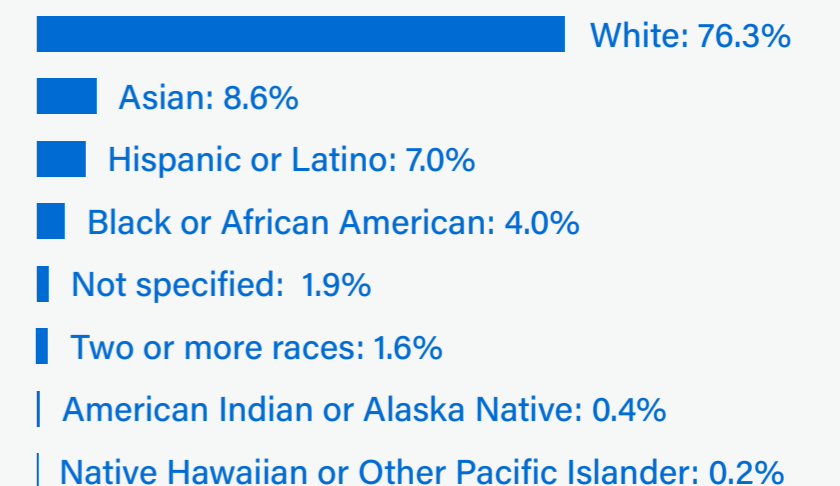 White: 76.3%
Asian: 8.6%
Hispanic or Latino: 7.0%
Black or African American: 4.0%
Not specified: 1.9%
Two or more races: 1.6%
American Indian or Alaska Native: 0.4%
Native Hawaiian or Other Pacific Islander: 0.2%